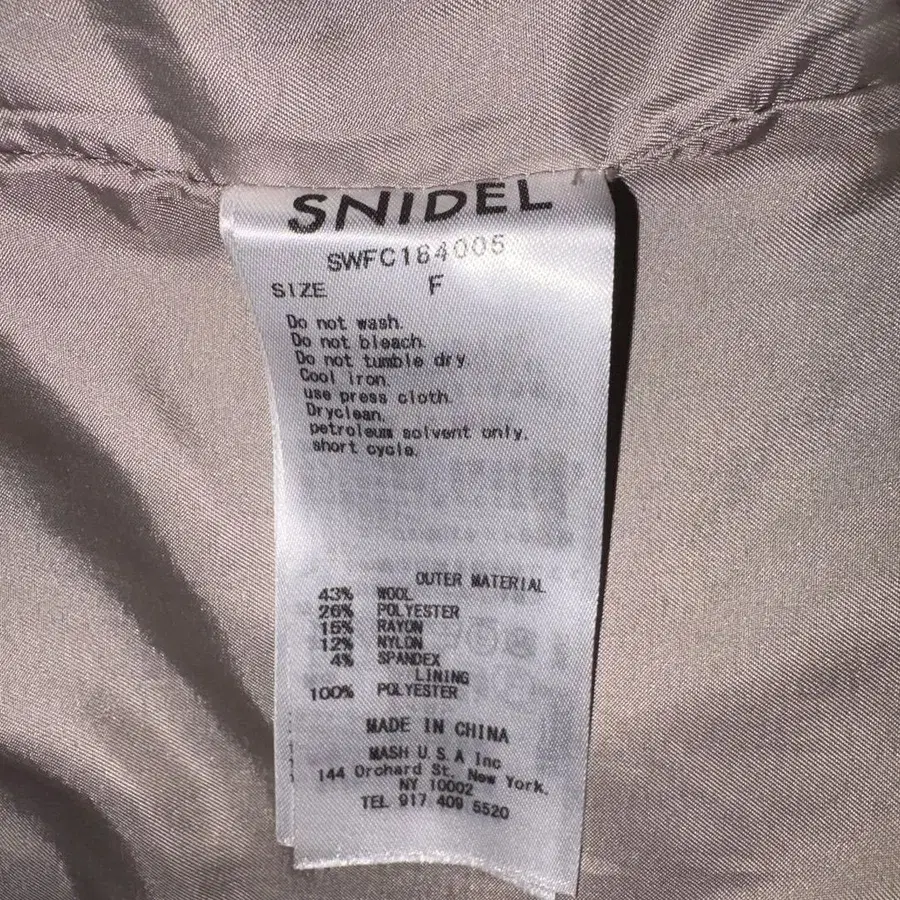 SNIDEL
SWFC184005
SIZE F
Do not wash.
Do not bleach.
Do not tumble dry.
Cool iron.
use press cloth.
Dryclean.
petroleum solvent only.
short cycle.
OUTER MATERIAL
43% WOOL
26% POLYESTER
15% RAYON
12% NYLON
4% SPANDEX
LINING
100% POLYESTER
MADE IN CHINA
MASH U.S.A Inc
144 Orchard St. New York.
NY 10002
TEL 917 409 5520